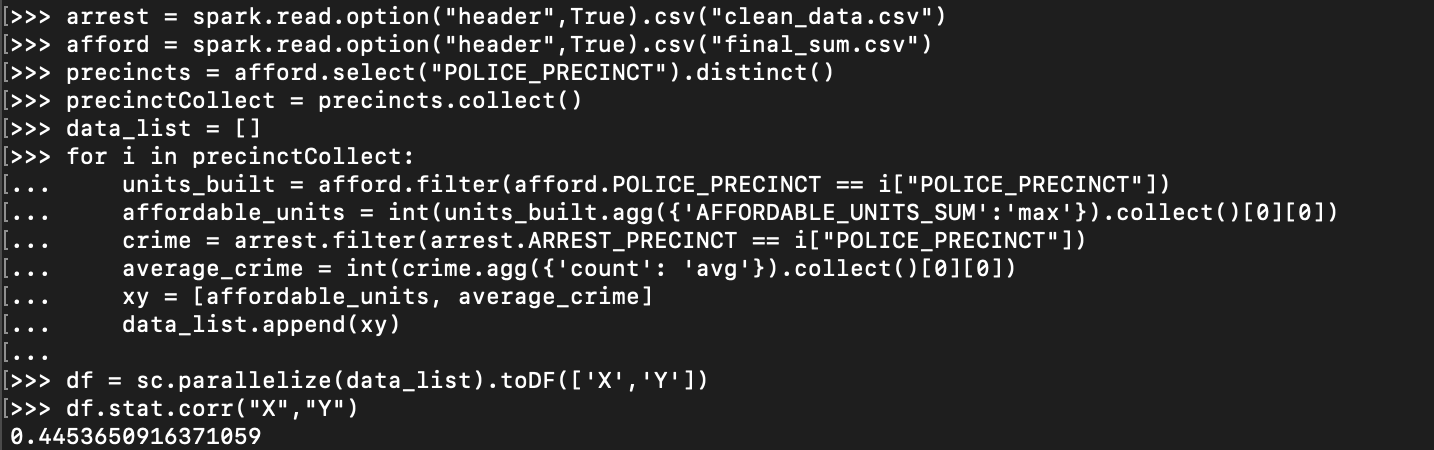 [>>> arrest = spark.read.option("header",True).csv("clean_data.csv")
[>>> afford = spark.read.option("header",True).csv("final_sum.csv")
[>>> precincts = afford.select("POLICE_PRECINCT").distinct()
[>>> precinctCollect = precincts.collect()
[>>> data_list = []
[>>> for i in precinctCollect:
[...     units_built = afford.filter(afford.POLICE_PRECINCT == i["POLICE_PRECINCT"])
[...     affordable_units = int(units_built.agg({'AFFORDABLE_UNITS_SUM':'max'}).collect()[0][0])
[...     crime = arrest.filter(arrest.ARREST_PRECINCT == i["POLICE_PRECINCT"])
[...     average_crime = int(crime.agg({'count': 'avg'}).collect()[0][0])
[...     xy = [affordable_units, average_crime]
[...     data_list.append(xy)
[...
[>>> df = sc.parallelize(data_list).toDF(['X','Y'])
[>>> df.stat.corr("X","Y")
0.4453650916371059